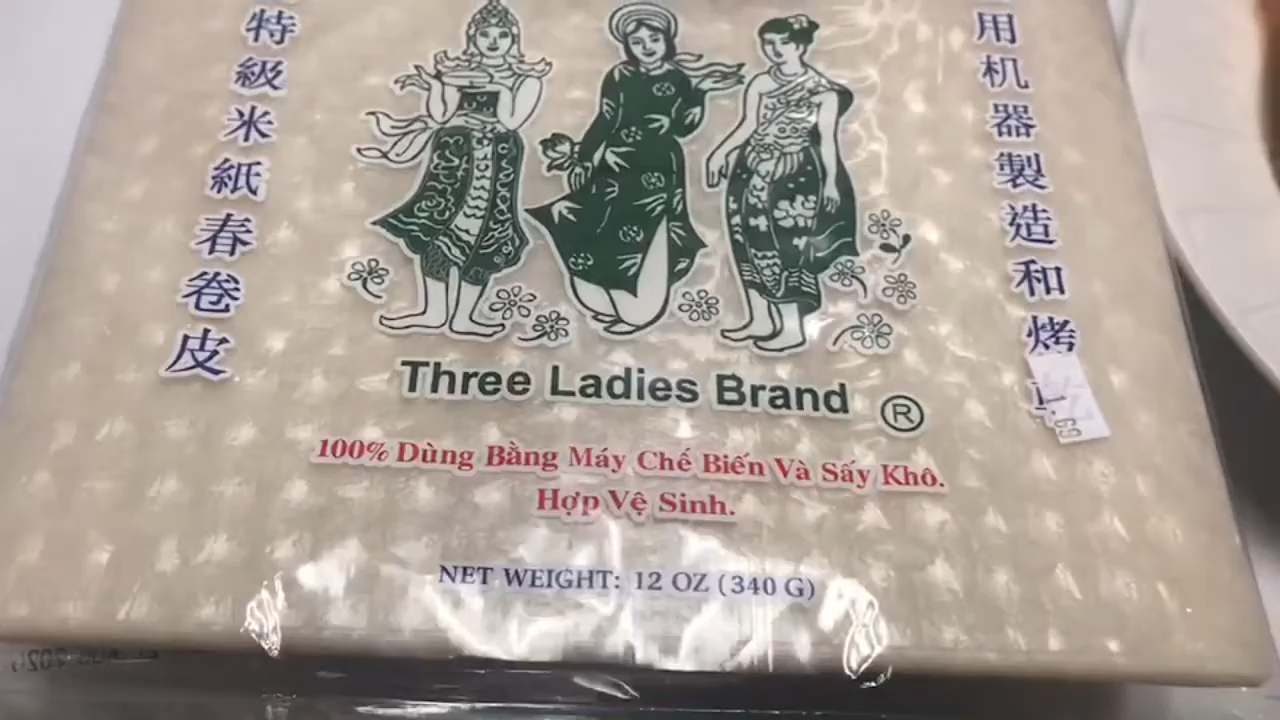 特級米紙春卷皮
用机器製造和烤
Three Ladies Brand ®
100% Dùng Bằng Máy Chế Biến Và Sấy Khô.
Hợp Vệ Sinh.
NET WEIGHT: 12 OZ (340 G)